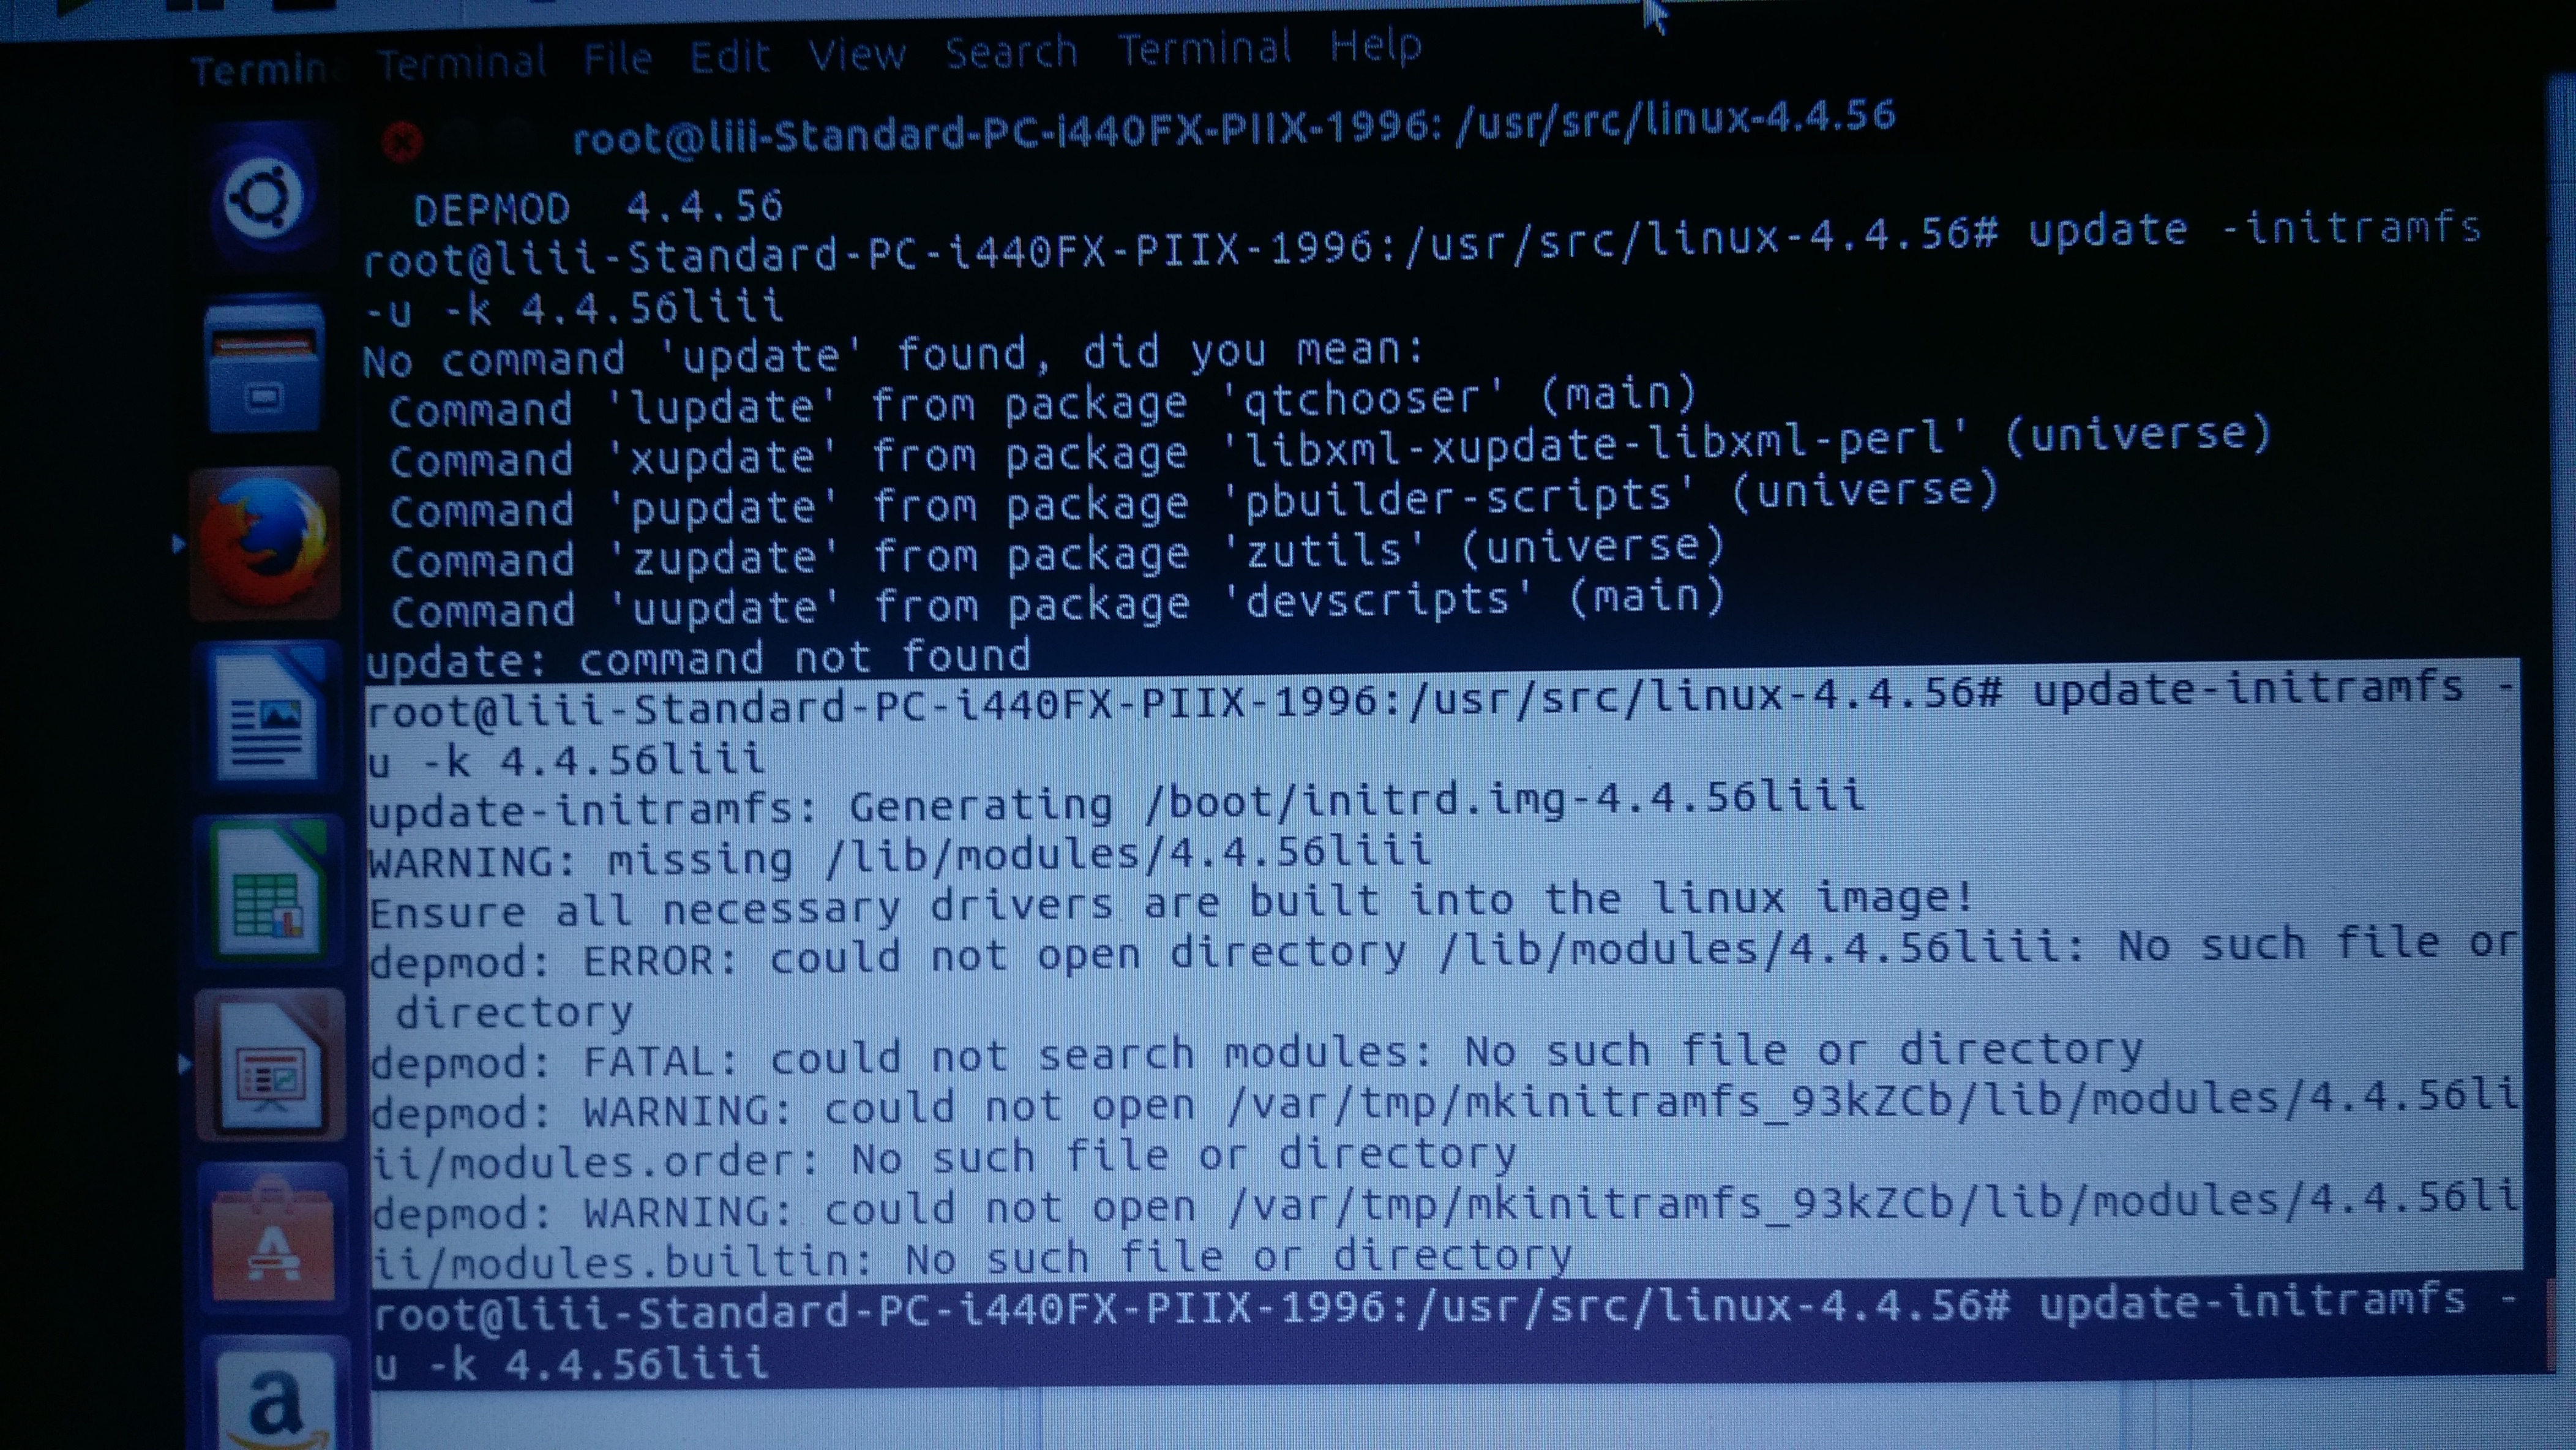 Termin Terminal File Edit View Search Terminal Help
root@liii-Standard-PC-i440FX-PIIX-1996: /usr/src/linux-4.4.56
DEPMOD 4.4.56
root@liii-Standard-PC-i440FX-PIIX-1996:/usr/src/linux-4.4.56# update -initramfs
-u -k 4.4.56liii
No command 'update' found, did you mean:
Command 'lupdate' from package 'qtchooser' (main)
Command 'xupdate' from package 'libxml-xupdate-libxml-perl' (universe)
Command 'pupdate' from package 'pbuilder-scripts' (universe)
Command 'zupdate' from package 'zutils' (universe)
Command 'uupdate' from package 'devscripts' (main)
update: command not found
root@liii-Standard-PC-i440FX-PIIX-1996:/usr/src/linux-4.4.56# update-initramfs -
u -k 4.4.56liii
update-initramfs: Generating /boot/initrd.img-4.4.56liii
WARNING: missing /lib/modules/4.4.56liii
Ensure all necessary drivers are built into the linux image!
depmod: ERROR: could not open directory /lib/modules/4.4.56liii: No such file or
directory
depmod: FATAL: could not search modules: No such file or directory
depmod: WARNING: could not open /var/tmp/mkinitramfs_93kZCb/lib/modules/4.4.56li
ii/modules.order: No such file or directory
depmod: WARNING: could not open /var/tmp/mkinitramfs_93kZCb/lib/modules/4.4.56li
ii/modules.builtin: No such file or directory
root@liii-Standard-PC-i440FX-PIIX-1996:/usr/src/linux-4.4.56# update-initramfs -
u -k 4.4.56liii